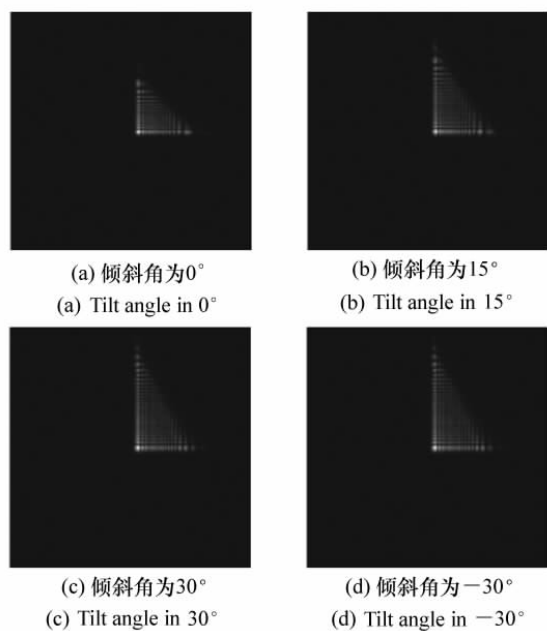 (a) 倾斜角为0°
(a) Tilt angle in 0°
(b) 倾斜角为15°
(b) Tilt angle in 15°
(c) 倾斜角为30°
(c) Tilt angle in 30°
(d) 倾斜角为−30°
(d) Tilt angle in −30°